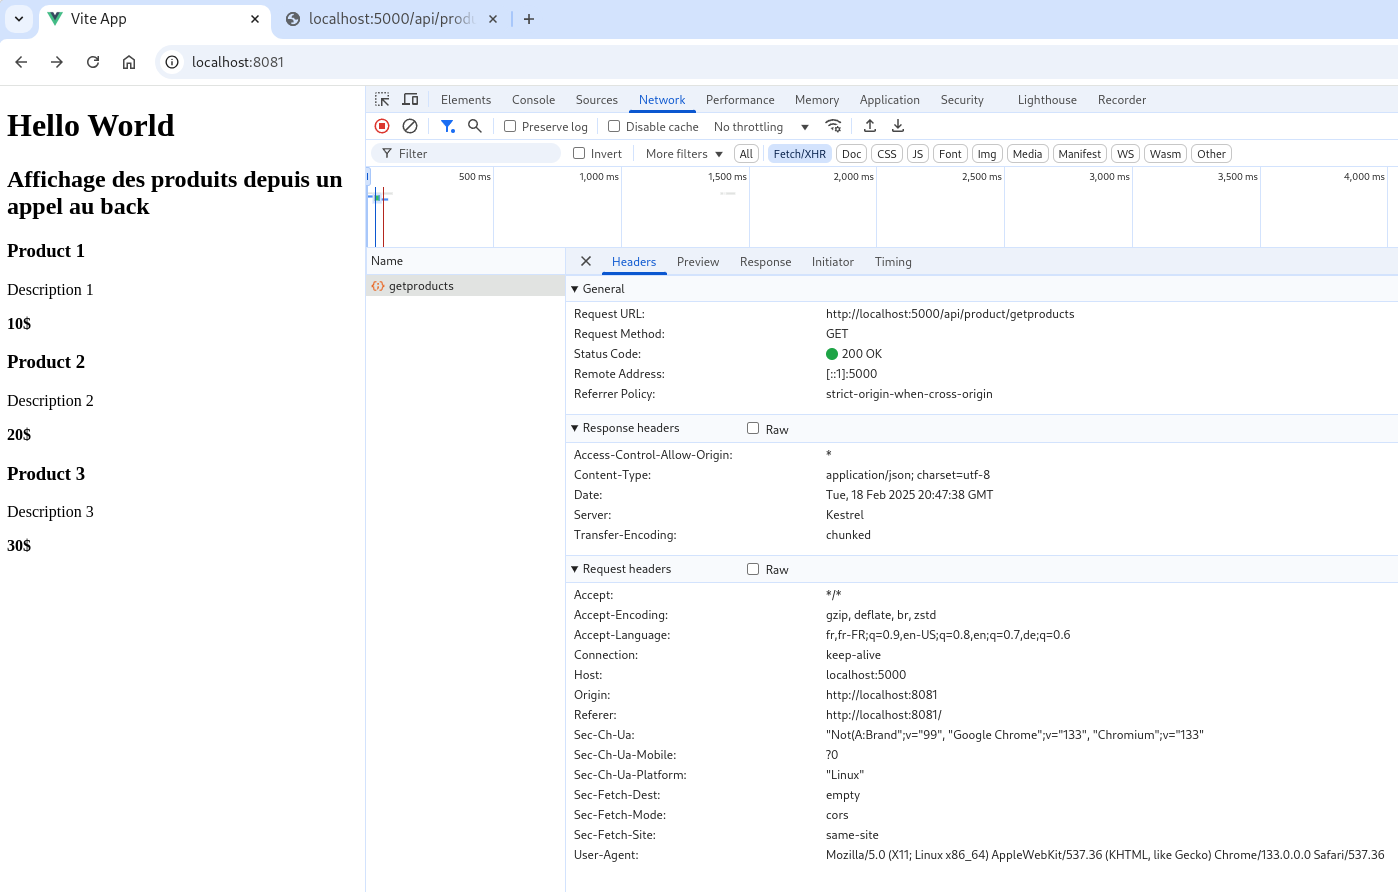 Vite App
localhost:5000/api/produ
localhost:8081
Hello World
Affichage des produits depuis un
appel au back
Product 1
Description 1
10$
Product 2
Description 2
20$
Product 3
Description 3
30$
Elements Console Sources Network Performance Memory Application Security Lighthouse Recorder
Preserve log Disable cache No throttling
Filter Invert More filters All Fetch/XHR Doc CSS JS Font Img Media Manifest WS Wasm Other
500 ms 1,000 ms 1,500 ms 2,000 ms 2,500 ms 3,000 ms 3,500 ms 4,000 ms
Name
getproducts
Headers Preview Response Initiator Timing
General
Request URL: http://localhost:5000/api/product/getproducts
Request Method: GET
Status Code: 200 OK
Remote Address: [::1]:5000
Referrer Policy: strict-origin-when-cross-origin
Response headers Raw
Access-Control-Allow-Origin: *
Content-Type: application/json; charset=utf-8
Date: Tue, 18 Feb 2025 20:47:38 GMT
Server: Kestrel
Transfer-Encoding: chunked
Request headers Raw
Accept: */*
Accept-Encoding: gzip, deflate, br, zstd
Accept-Language: fr,fr-FR;q=0.9,en-US;q=0.8,en;q=0.7,de;q=0.6
Connection: keep-alive
Host: localhost:5000
Origin: http://localhost:8081
Referer: http://localhost:8081/
Sec-Ch-Ua: "Not(A:Brand";v="99", "Google Chrome";v="133", "Chromium";v="133"
Sec-Ch-Ua-Mobile: ?0
Sec-Ch-Ua-Platform: "Linux"
Sec-Fetch-Dest: empty
Sec-Fetch-Mode: cors
Sec-Fetch-Site: same-site
User-Agent: Mozilla/5.0 (X11; Linux x86_64) AppleWebKit/537.36 (KHTML, like Gecko) Chrome/133.0.0.0 Safari/537.36